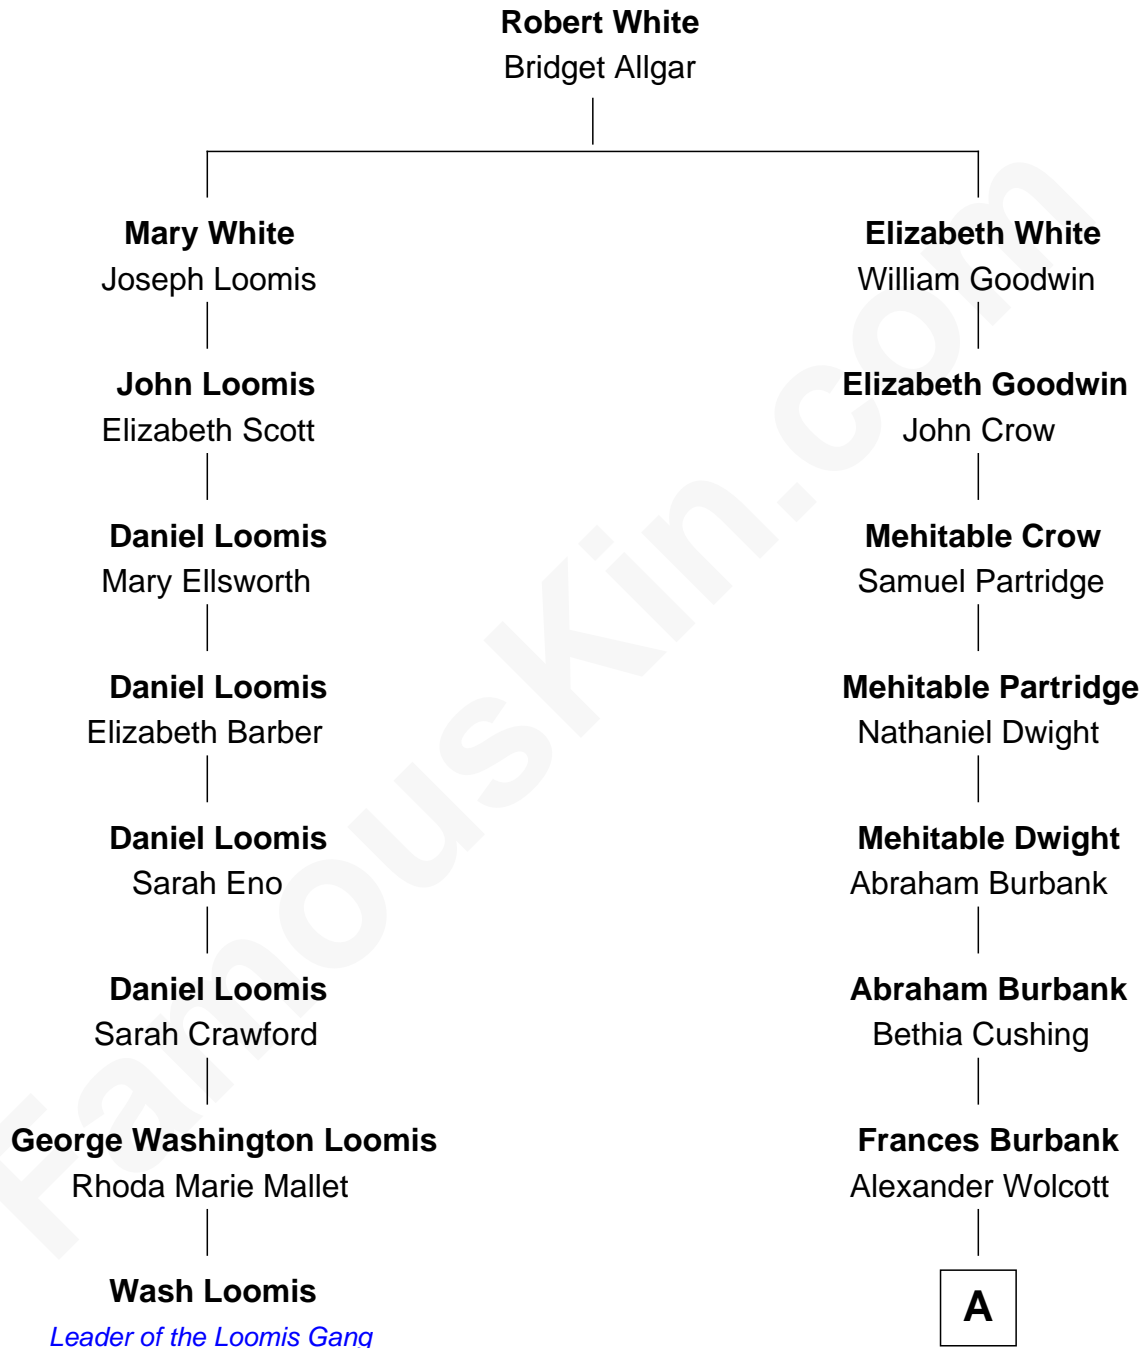 Robert White
Bridget Allgar
Mary White
Joseph Loomis
John Loomis
Elizabeth Scott
Daniel Loomis
Mary Ellsworth
Daniel Loomis
Elizabeth Barber
Daniel Loomis
Sarah Eno
Daniel Loomis
Sarah Crawford
George Washington Loomis
Rhoda Marie Mallet
Wash Loomis
Leader of the Loomis Gang
Elizabeth White
William Goodwin
Elizabeth Goodwin
John Crow
Mehitable Crow
Samuel Partridge
Mehitable Partridge
Nathaniel Dwight
Mehitable Dwight
Abraham Burbank
Abraham Burbank
Bethia Cushing
Frances Burbank
Alexander Wolcott
A
FamousKin.com